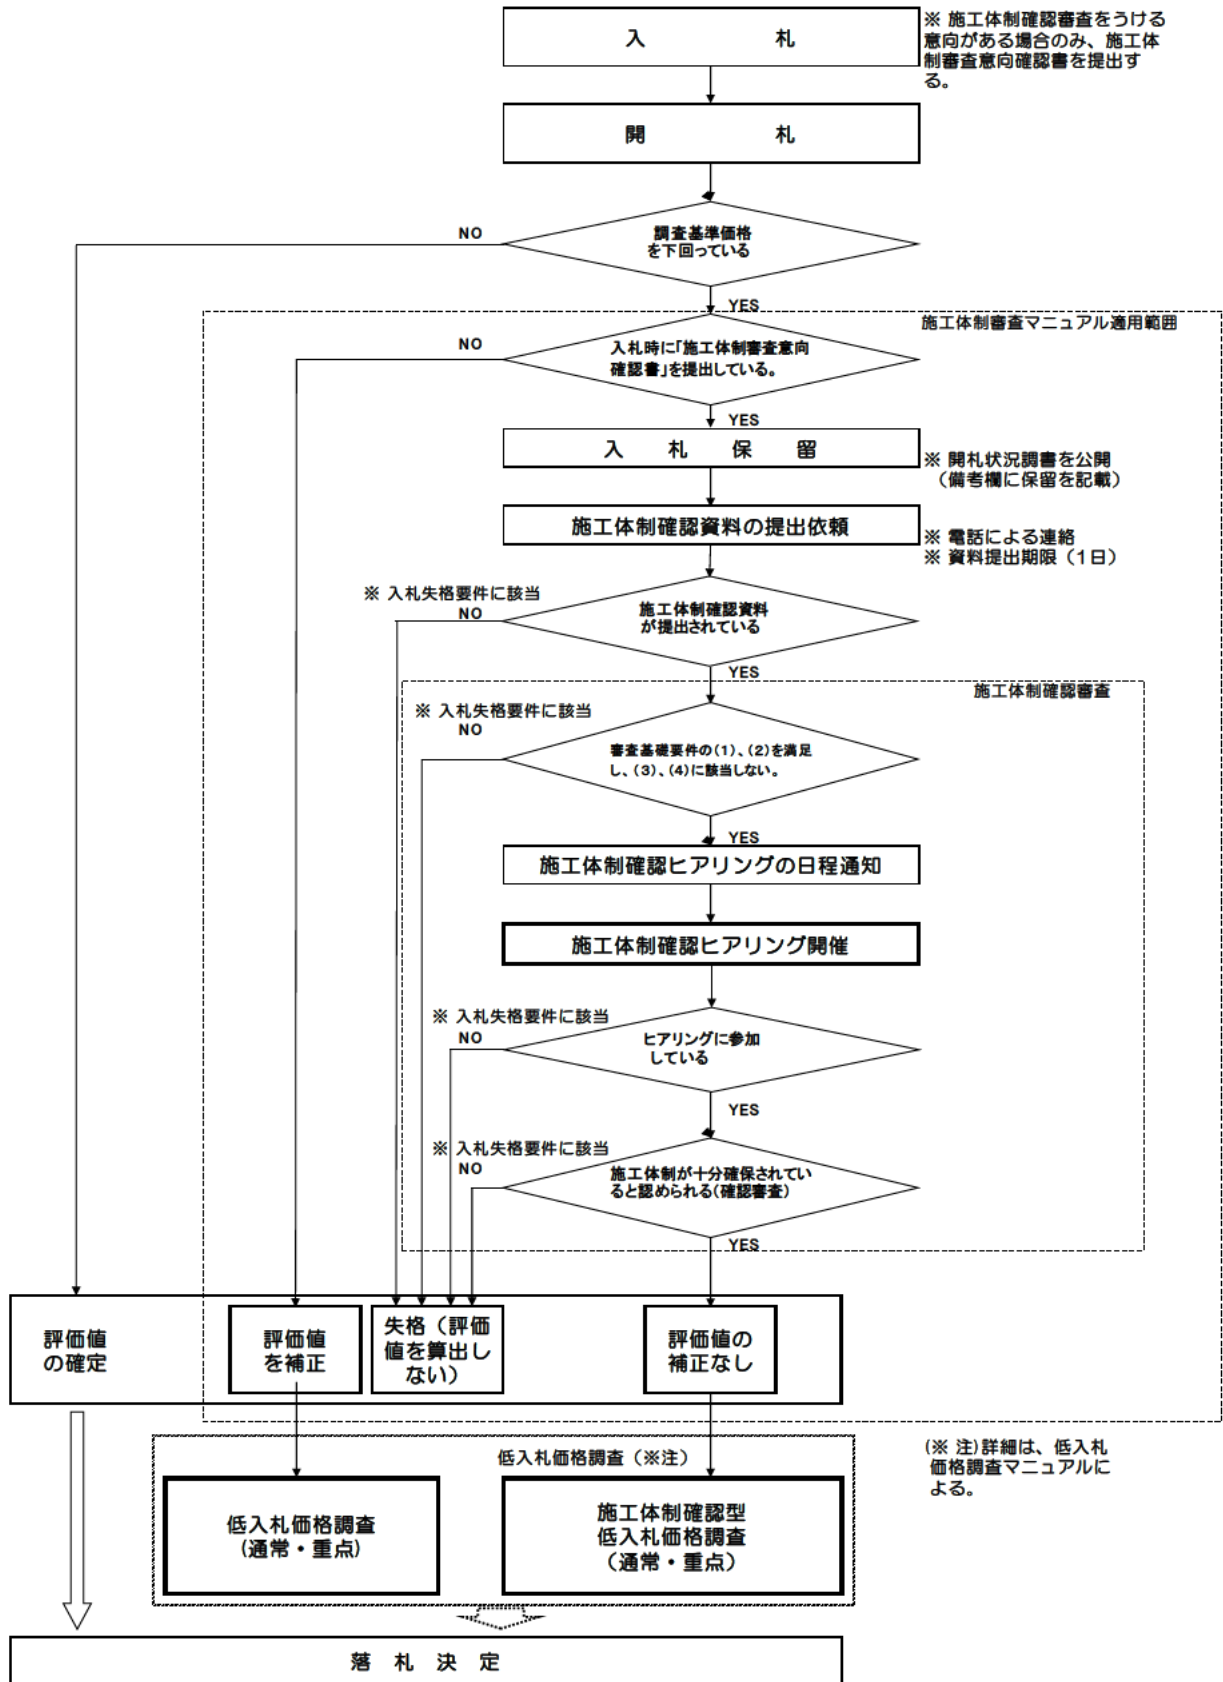 入　　　札
※ 施工体制確認審査をうける
意向がある場合のみ、施工体
制審査意向確認書を提出す
る。
開　　　札
調査基準価格
を下回っている
NO
YES
施工体制審査マニュアル適用範囲
入札時に「施工体制審査意向
確認書」を提出している。
NO
YES
入　札　保　留
※ 開札状況調書を公開
（備考欄に保留を記載）
施工体制確認資料の提出依頼
※ 電話による連絡
※ 資料提出期限（1日）
※ 入札失格要件に該当
NO
施工体制確認資料
が提出されている
YES
施工体制確認審査
※ 入札失格要件に該当
NO
審査基礎要件の(1)、(2)を満足
し、(3)、(4)に該当しない。
YES
施工体制確認ヒアリングの日程通知
施工体制確認ヒアリング開催
※ 入札失格要件に該当
NO
ヒアリングに参加
している
YES
※ 入札失格要件に該当
NO
施工体制が十分確保されてい
ると認められる(確認審査)
YES
評価値
の確定
評価値
を補正
失格（評価
値を算出し
ない）
評価値の
補正なし
低入札価格調査（※注）
(※ 注)詳細は、低入札
価格調査マニュアルに
よる。
低入札価格調査
(通常・重点)
施工体制確認型
低入札価格調査
（通常・重点）
落　札　決　定